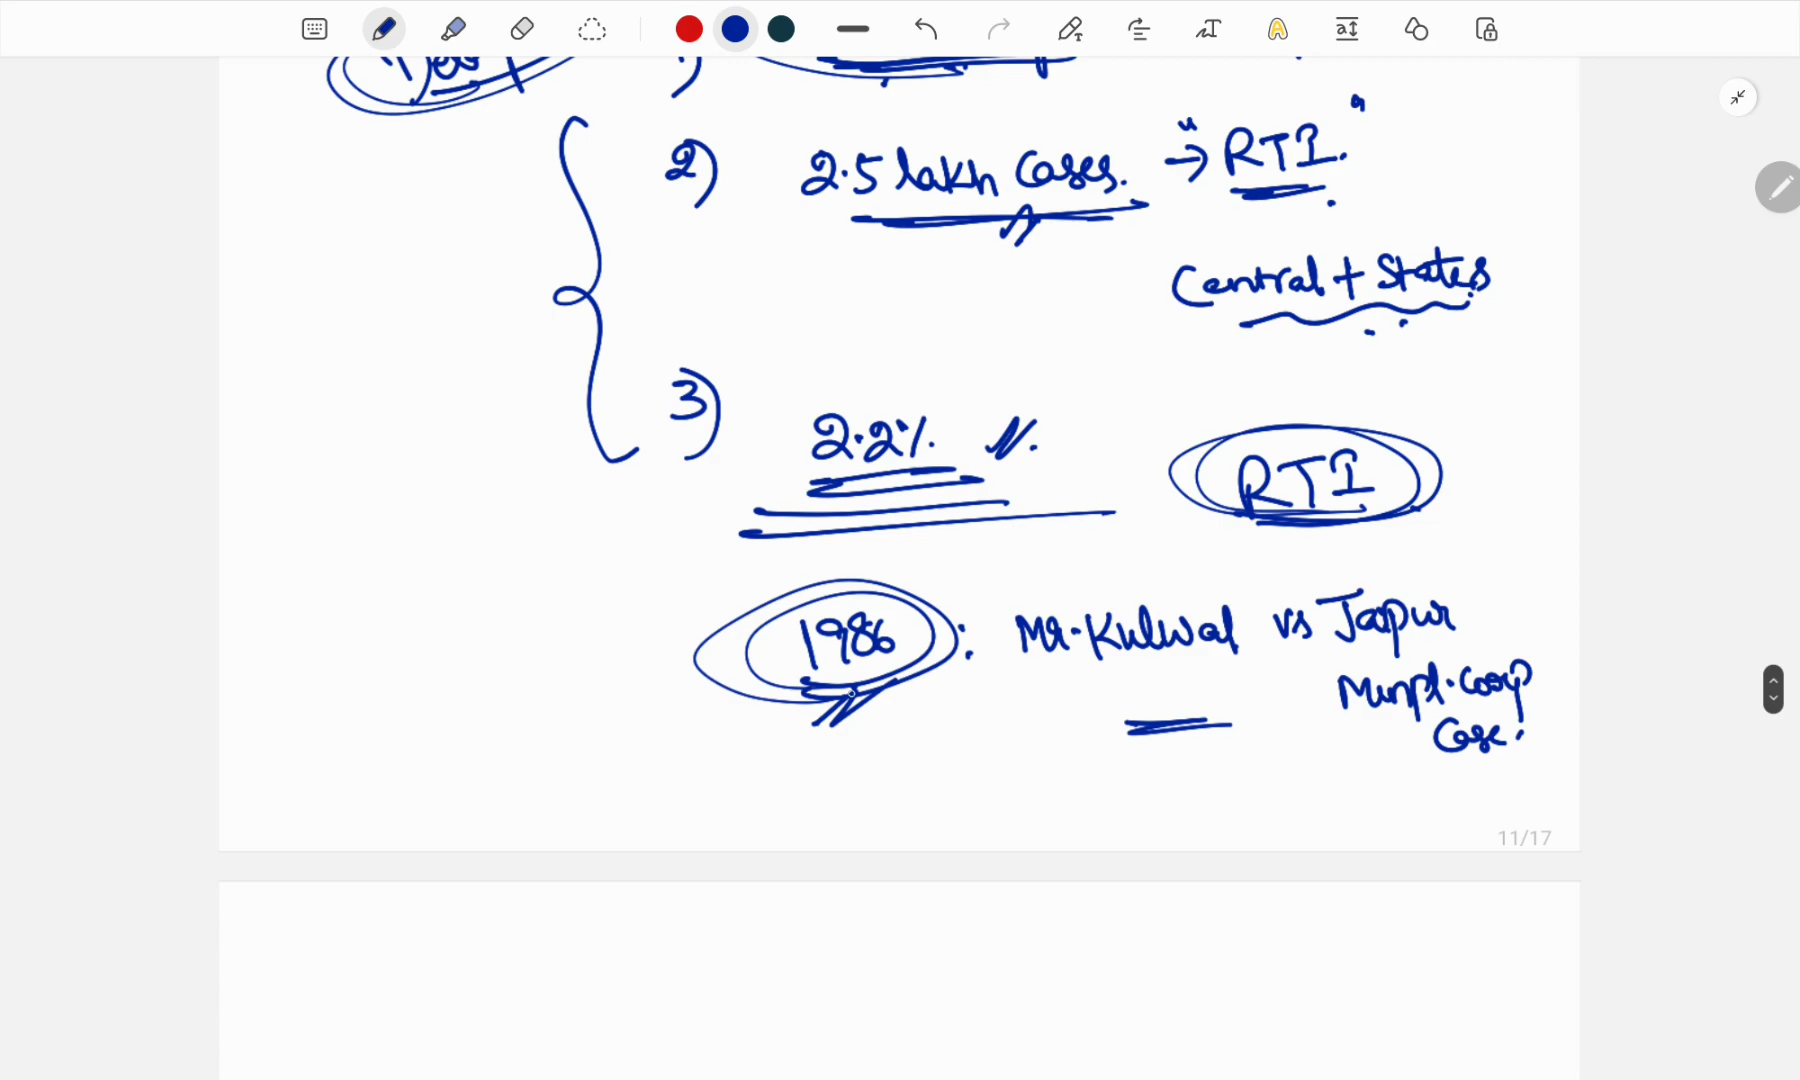 2) 2.5 lakh Cases. → "RTI."
Central + States
3)
2.2%.
RTI
1986 : Mr. Kulwal vs Jaipur
Munpl. Corp
Case.
11/17